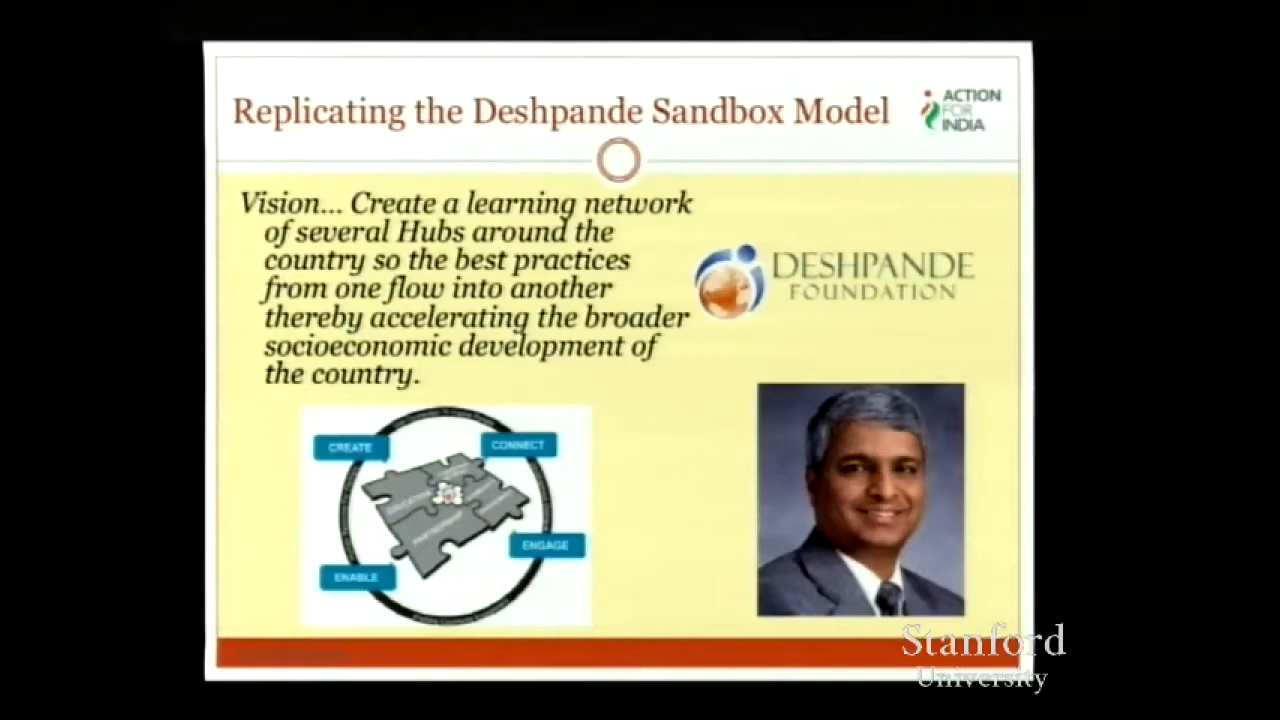 Replicating the Deshpande Sandbox Model
ACTION
FOR
INDIA
Vision... Create a learning network
of several Hubs around the
country so the best practices
from one flow into another
thereby accelerating the broader
socioeconomic development of
the country.
DESHPANDE
FOUNDATION
CREATE
CONNECT
ENGAGE
ENABLE
Stanford
University